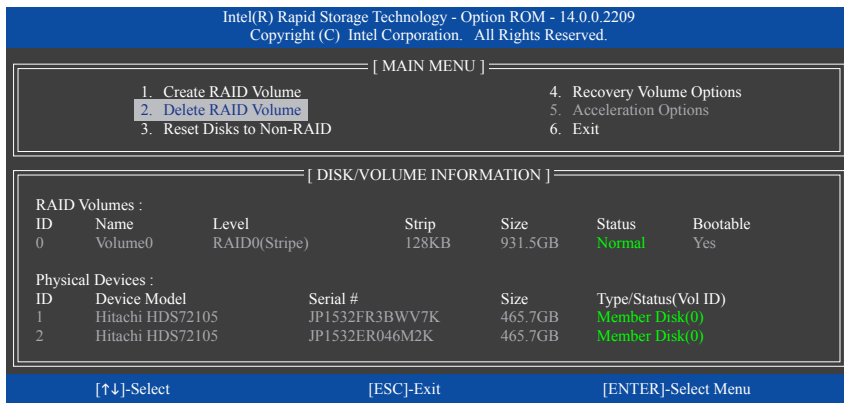 Intel(R) Rapid Storage Technology - Option ROM - 14.0.0.2209
Copyright (C) Intel Corporation. All Rights Reserved.
[ MAIN MENU ]
1. Create RAID Volume
2. Delete RAID Volume
3. Reset Disks to Non-RAID
4. Recovery Volume Options
5. Acceleration Options
6. Exit
[ DISK/VOLUME INFORMATION ]
RAID Volumes :
ID Name Level Strip Size Status Bootable
0 Volume0 RAID0(Stripe) 128KB 931.5GB Normal Yes
Physical Devices :
ID Device Model Serial # Size Type/Status(Vol ID)
1 Hitachi HDS72105 JP1532FR3BWV7K 465.7GB Member Disk(0)
2 Hitachi HDS72105 JP1532ER046M2K 465.7GB Member Disk(0)
[↑↓]-Select [ESC]-Exit [ENTER]-Select Menu